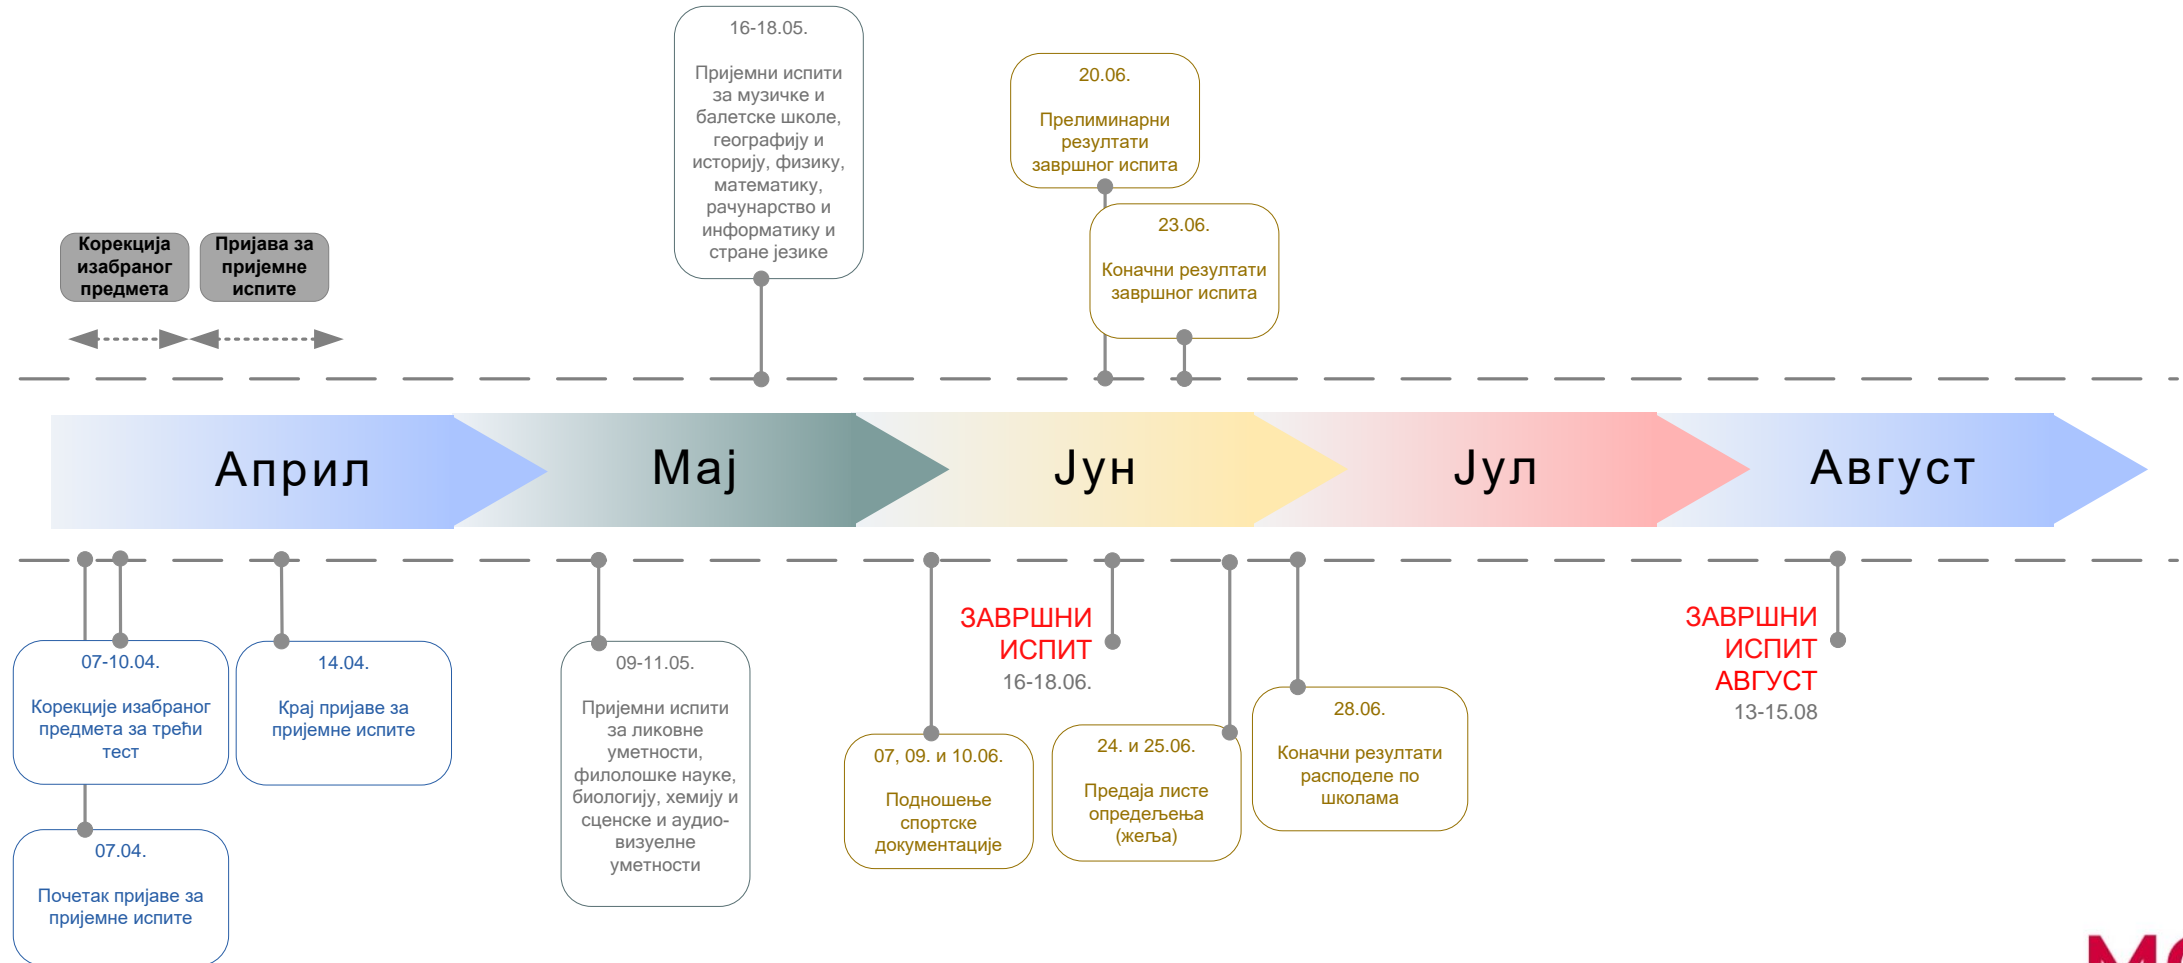 16-18.05.
Пријемни испити
за музичке и
балетске школе,
географију и
историју, физику,
математику,
рачунарство и
информатику и
стране језике
20.06.
Прелиминарни
резултати
завршног испита
23.06.
Коначни резултати
завршног испита
Корекција
изабраног
предмета
Пријава за
пријемне
испите
Април
Мај
Јун
Јул
Август
07-10.04.
Корекције изабраног
предмета за трећи
тест
14.04.
Крај пријаве за
пријемне испите
07.04.
Почетак пријаве за
пријемне испите
09-11.05.
Пријемни испити
за ликовне
уметности,
филолошке науке,
биологију, хемију и
сценске и аудио-
визуелне
уметности
ЗАВРШНИ
ИСПИТ
16-18.06.
07, 09. и 10.06.
Подношење
спортске
документације
24. и 25.06.
Предаја листе
опредељења
(жеља)
28.06.
Коначни резултати
расподеле по
школама
ЗАВРШНИ
ИСПИТ
АВГУСТ
13-15.08